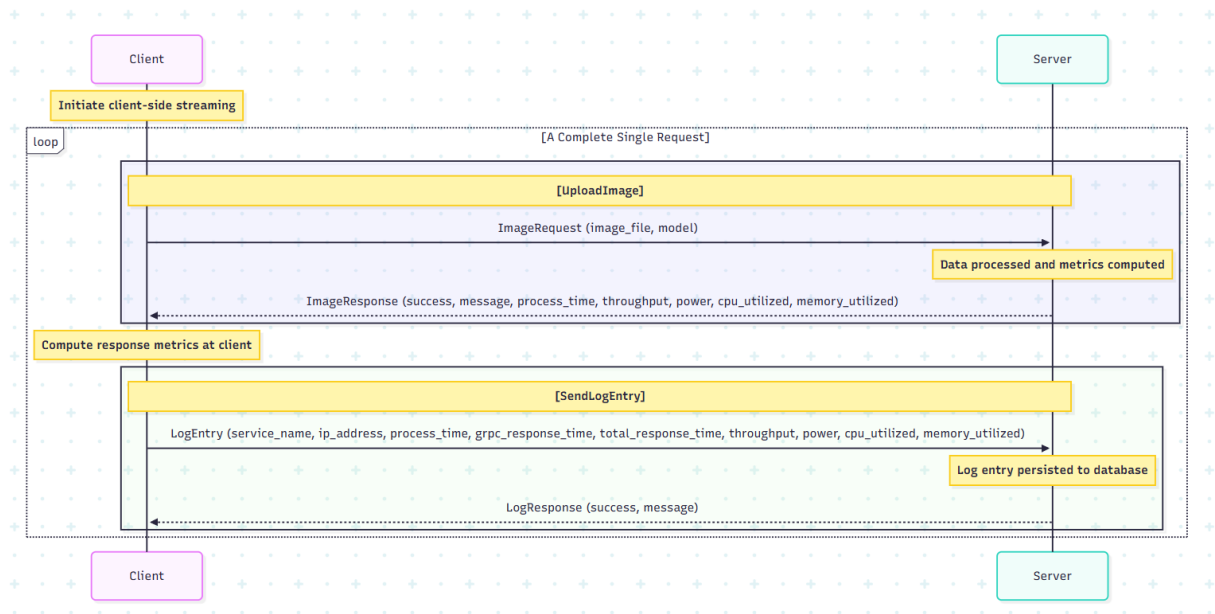 Client
Server
Initiate client-side streaming
loop
[A Complete Single Request]
[UploadImage]
ImageRequest (image_file, model)
Data processed and metrics computed
ImageResponse (success, message, process_time, throughput, power, cpu_utilized, memory_utilized)
Compute response metrics at client
[SendLogEntry]
LogEntry (service_name, ip_address, process_time, grpc_response_time, total_response_time, throughput, power, cpu_utilized, memory_utilized)
Log entry persisted to database
LogResponse (success, message)
Client
Server